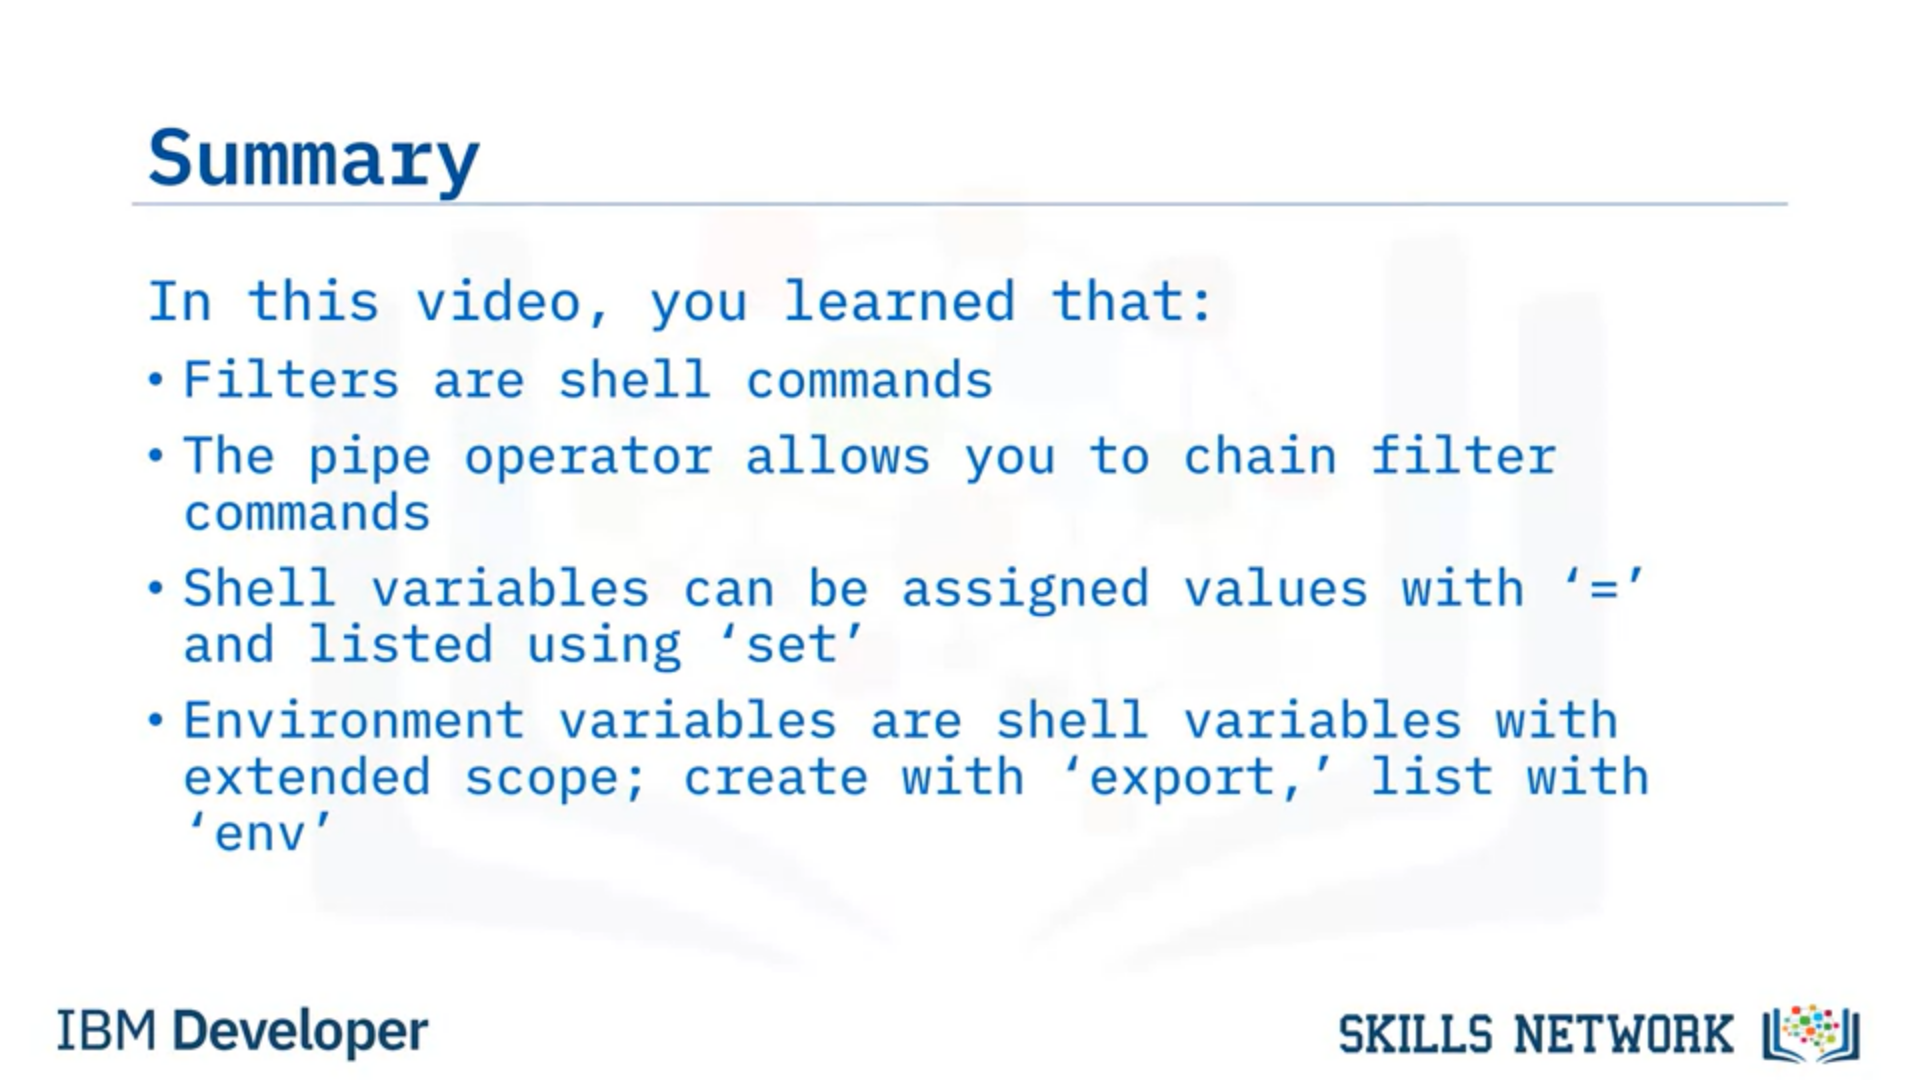 Summary
In this video, you learned that:
• Filters are shell commands
• The pipe operator allows you to chain filter
commands
• Shell variables can be assigned values with ‘=’
and listed using ‘set’
• Environment variables are shell variables with
extended scope; create with ‘export,’ list with
‘env’
IBM Developer
SKILLS NETWORK